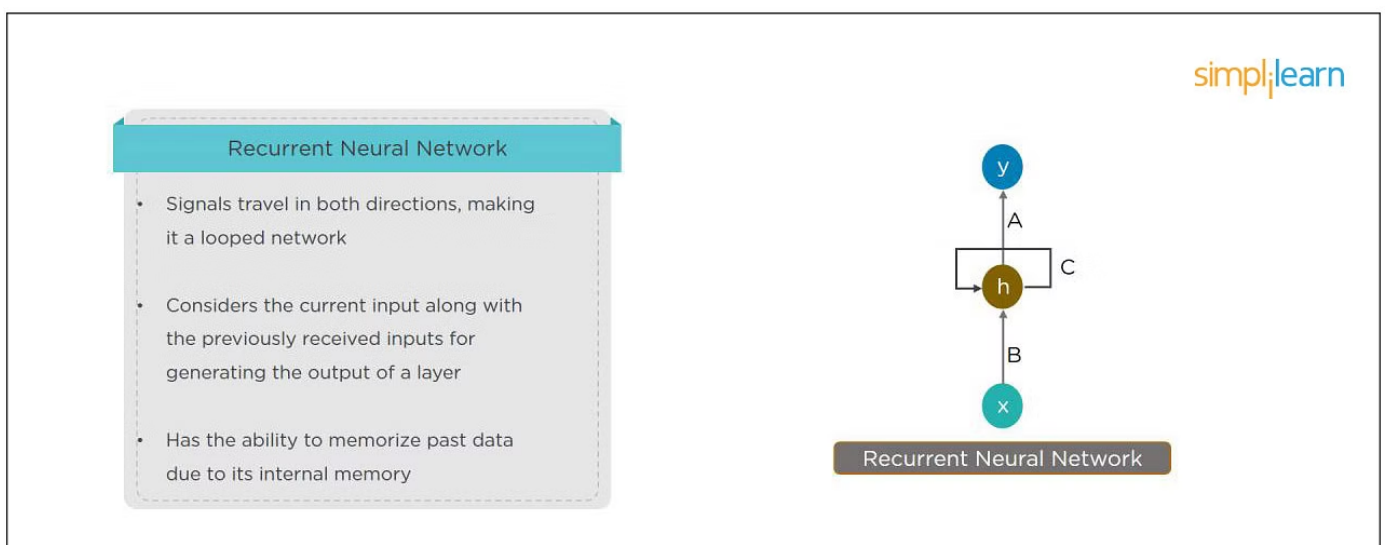 simplilearn
Recurrent Neural Network
• Signals travel in both directions, making
it a looped network
• Considers the current input along with
the previously received inputs for
generating the output of a layer
• Has the ability to memorize past data
due to its internal memory
y
A
C
h
B
x
Recurrent Neural Network